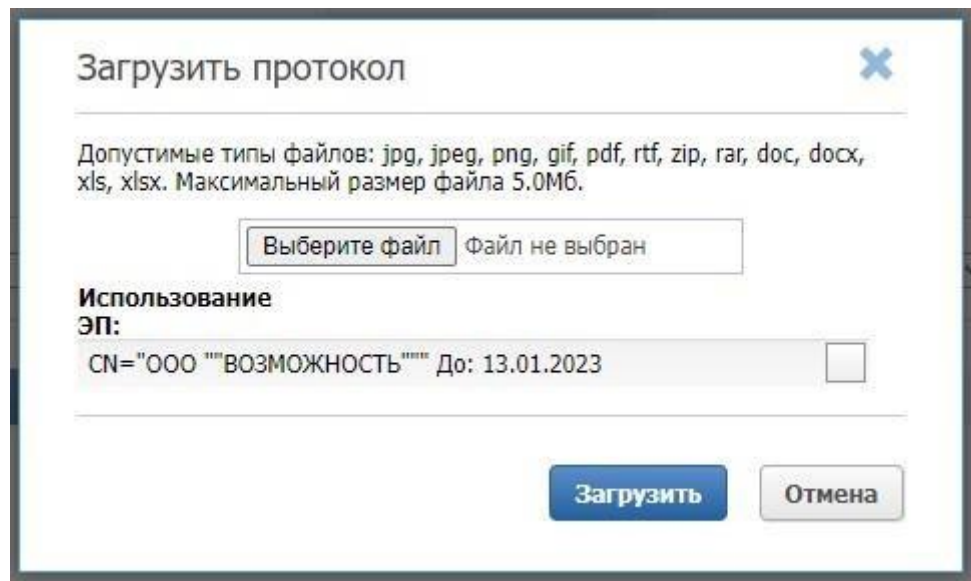 Загрузить протокол
Допустимые типы файлов: jpg, jpeg, png, gif, pdf, rtf, zip, rar, doc, docx,
xls, xlsx. Максимальный размер файла 5.0Мб.
Выберите файл Файл не выбран
Использование
ЭП:
CN="ООО ""ВОЗМОЖНОСТЬ""" До: 13.01.2023
Загрузить Отмена